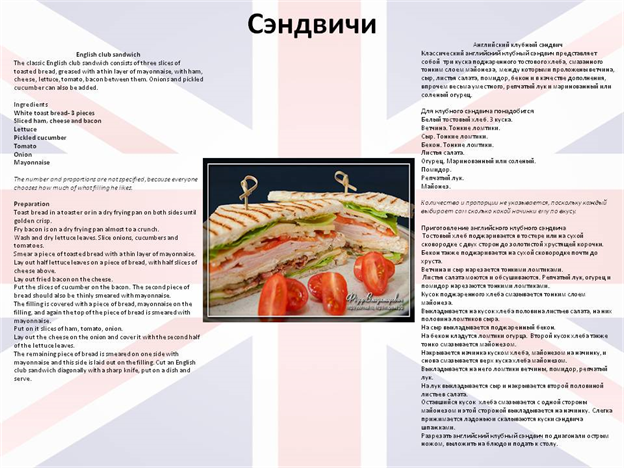 Сэндвичи
English club sandwich
The classic English club sandwich consists of three slices of
toasted bread, greased with a thin layer of mayonnaise, with ham,
cheese, lettuce, tomato, bacon between them. Onions and pickled
cucumber can also be added.
Ingredients
White toast bread- 3 pieces
Sliced ham. cheese and bacon
Lettuce
Pickled cucumber
Tomato
Onion
Mayonnaise
The number and proportions are not specified, because everyone
chooses how much of what filling he likes.
Preparation
Toast bread in a toaster or in a dry frying pan on both sides until
golden crisp.
Fry bacon is on a dry frying pan almost to a crunch.
Wash and dry lettuce leaves. Slice onions, cucumbers and
tomatoes.
Smear a piece of toasted bread with a thin layer of mayonnaise.
Lay out half lettuce leaves on a piece of bread, with half slices of
cheese above.
Lay out fried bacon on the cheese.
Put the slices of cucumber on the bacon. The second piece of
bread should also be thinly smeared with mayonnaise.
The filling is covered with a piece of bread, mayonnaise on the
filling, and again the top of the piece of bread is smeared with
mayonnaise.
Put on it slices of ham, tomato, onion.
Lay out the cheese on the onion and cover it with the second half
of the lettuce leaves.
The remaining piece of bread is smeared on one side with
mayonnaise and this side is laid out on the filling. Cut an English
club sandwich diagonally with a sharp knife, put on a dish and
serve.
Английский клубный сэндвич
Классический английский клубный сэндвич представляет
собой три куска поджаренного тостового хлеба, смазанного
тонким слоем майонеза, между которыми проложены ветчина,
сыр, листья салата, помидор, бекон и в качестве дополнения,
впрочем весьма уместного, репчатый лук и маринованный или
соленый огурец.
Для клубного сэндвича понадобится
Белый тостовый хлеб. 3 куска.
Ветчина. Тонкие ломтики.
Сыр. Тонкие ломтики.
Бекон. Тонкие ломтики.
Листья салата.
Огурец. Маринованный или соленый.
Помидор.
Репчатый лук.
Майонез.
Количество и пропорции не указывается, поскольку каждый
выбирает сам сколько какой начинки ему по вкусу.
Приготовление английского клубного сэндвича
Тостовый хлеб поджаривается в тостере или на сухой
сковородке с двух сторон до золотистой хрустящей корочки.
Бекон также поджаривается на сухой сковородке почти до
хруста.
Ветчина и сыр нарезается тонкими ломтиками.
Листья салата моются и обсушиваются. Репчатый лук, огурец и
помидор нарезаются тонкими ломтиками.
Кусок поджаренного хлеба смазывается тонким слоем
майонеза.
Выкладывается на кусок хлеба половина листьев салата, на них
половина ломтиков сыра.
На сыр выкладывается поджаренный бекон.
На бекон кладутся ломтики огурца. Второй кусок хлеба также
тонко смазывается майонезом.
Накрывается начинка куском хлеба, майонезом на начинку, и
снова смазывается верх куска хлеба майонезом.
Выкладывается на него ломтики ветчины, помидор, репчатый
лук.
На лук выкладывается сыр и накрывается второй половиной
листьев салата.
Оставшийся кусок хлеба смазывается с одной стороны
майонезом и этой стороной выкладывается на начинку. Слегка
прижимается ладонью и скалываются куски сэндвича
шпажками.
Разрезать английский клубный сэндвич по диагонали острым
ножом, выложить на блюдо и подать к столу.